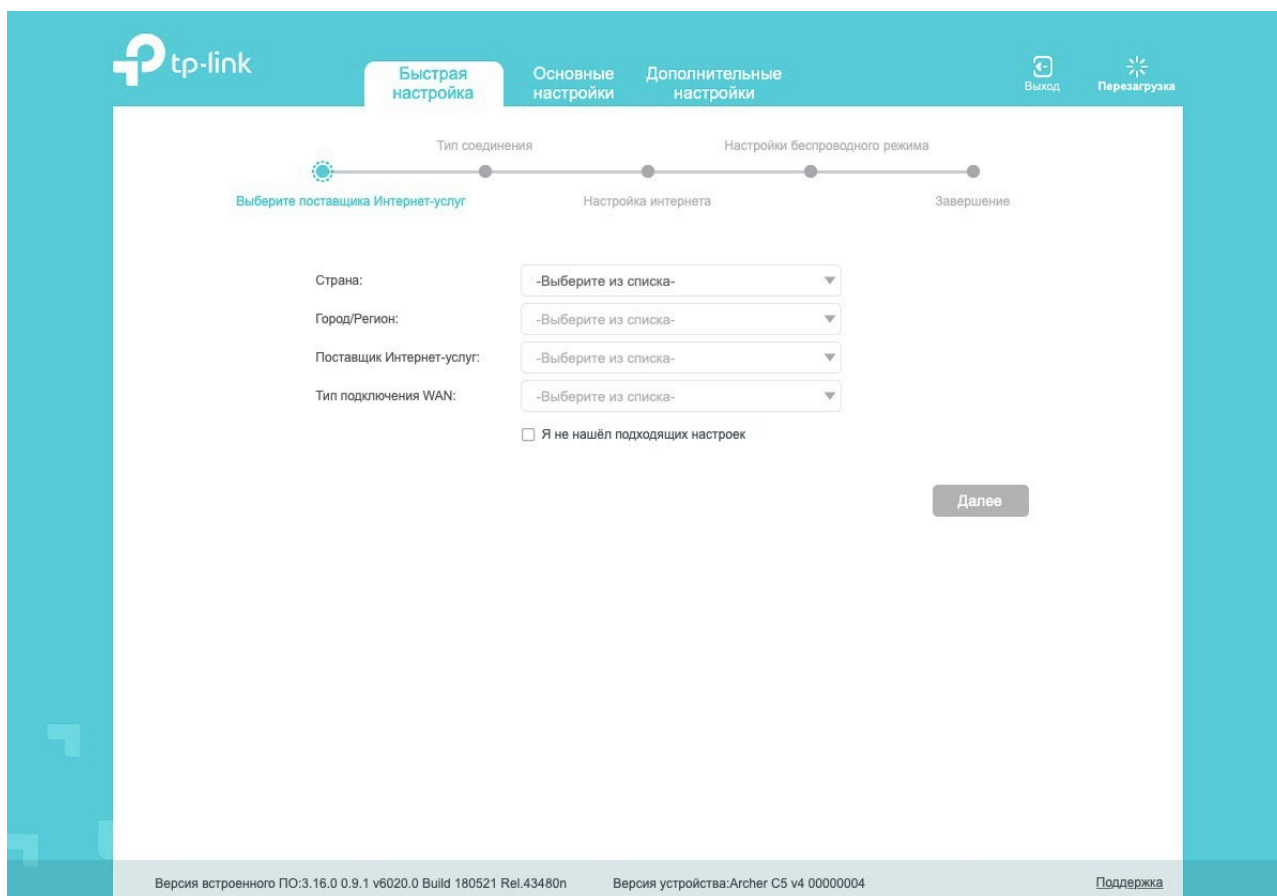 tp-link
Быстрая
настройка
Основные
настройки
Дополнительные
настройки
Выход
Перезагрузка
Тип соединения
Настройки беспроводного режима
Выберите поставщика Интернет-услуг
Настройка интернета
Завершение
Страна:
-Выберите из списка-
Город/Регион:
-Выберите из списка-
Поставщик Интернет-услуг:
-Выберите из списка-
Тип подключения WAN:
-Выберите из списка-
Я не нашёл подходящих настроек
Далее
Версия встроенного ПО:3.16.0 0.9.1 v6020.0 Build 180521 Rel.43480n
Версия устройства:Archer C5 v4 00000004
Поддержка